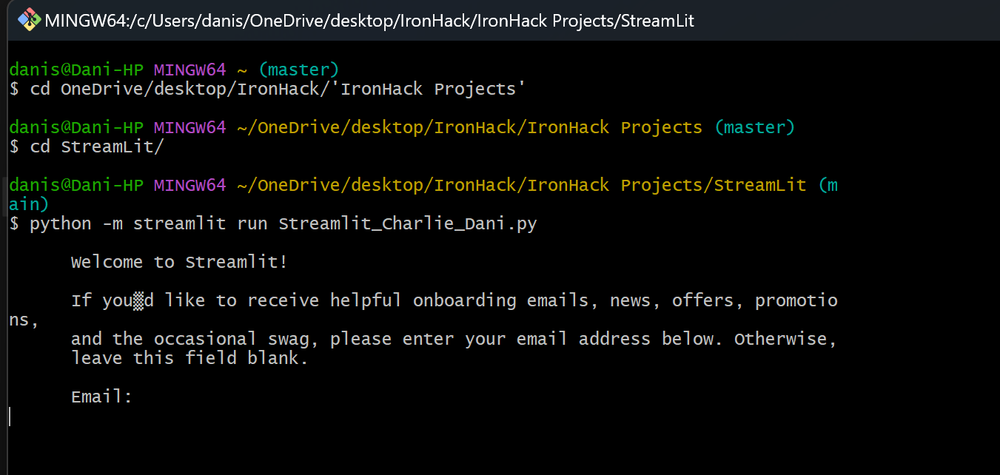 MINGW64:/c/Users/danis/OneDrive/desktop/IronHack/IronHack Projects/StreamLit
danis@Dani-HP MINGW64 ~ (master)
$ cd OneDrive/desktop/IronHack/'IronHack Projects'
danis@Dani-HP MINGW64 ~/OneDrive/desktop/IronHack/IronHack Projects (master)
$ cd StreamLit/
danis@Dani-HP MINGW64 ~/OneDrive/desktop/IronHack/IronHack Projects/StreamLit (m
ain)
$ python -m streamlit run Streamlit_Charlie_Dani.py
Welcome to Streamlit!
If you▒d like to receive helpful onboarding emails, news, offers, promotio
ns,
and the occasional swag, please enter your email address below. Otherwise,
leave this field blank.
Email: